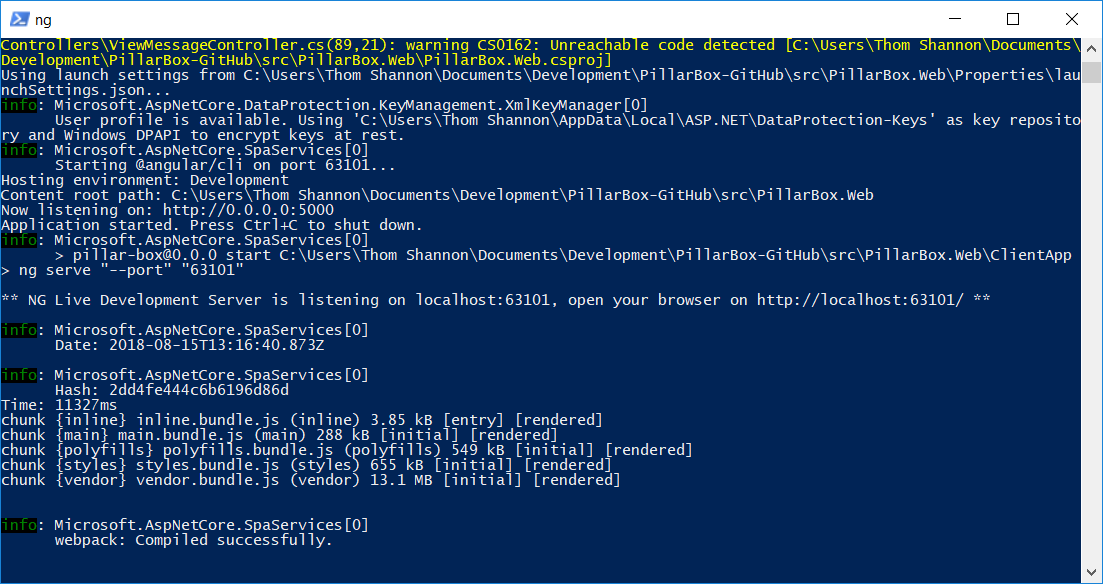 ng
Controllers\ViewMessageController.cs(89,21): warning CS0162: Unreachable code detected [C:\Users\Thom Shannon\Documents\
Development\PillarBox-GitHub\src\PillarBox.Web\PillarBox.Web.csproj]
Using launch settings from C:\Users\Thom Shannon\Documents\Development\PillarBox-GitHub\src\PillarBox.Web\Properties\lau
nchSettings.json...
info: Microsoft.AspNetCore.DataProtection.KeyManagement.XmlKeyManager[0]
      User profile is available. Using 'C:\Users\Thom Shannon\AppData\Local\ASP.NET\DataProtection-Keys' as key reposito
ry and Windows DPAPI to encrypt keys at rest.
info: Microsoft.AspNetCore.SpaServices[0]
      Starting @angular/cli on port 63101...
Hosting environment: Development
Content root path: C:\Users\Thom Shannon\Documents\Development\PillarBox-GitHub\src\PillarBox.Web
Now listening on: http://0.0.0.0:5000
Application started. Press Ctrl+C to shut down.
info: Microsoft.AspNetCore.SpaServices[0]
      > pillar-box@0.0.0 start C:\Users\Thom Shannon\Documents\Development\PillarBox-GitHub\src\PillarBox.Web\ClientApp
> ng serve "--port" "63101"
** NG Live Development Server is listening on localhost:63101, open your browser on http://localhost:63101/ **
info: Microsoft.AspNetCore.SpaServices[0]
      Date: 2018-08-15T13:16:40.873Z
info: Microsoft.AspNetCore.SpaServices[0]
      Hash: 2dd4fe444c6b6196d86d
Time: 11327ms
chunk {inline} inline.bundle.js (inline) 3.85 kB [entry] [rendered]
chunk {main} main.bundle.js (main) 288 kB [initial] [rendered]
chunk {polyfills} polyfills.bundle.js (polyfills) 549 kB [initial] [rendered]
chunk {styles} styles.bundle.js (styles) 655 kB [initial] [rendered]
chunk {vendor} vendor.bundle.js (vendor) 13.1 MB [initial] [rendered]
info: Microsoft.AspNetCore.SpaServices[0]
      webpack: Compiled successfully.